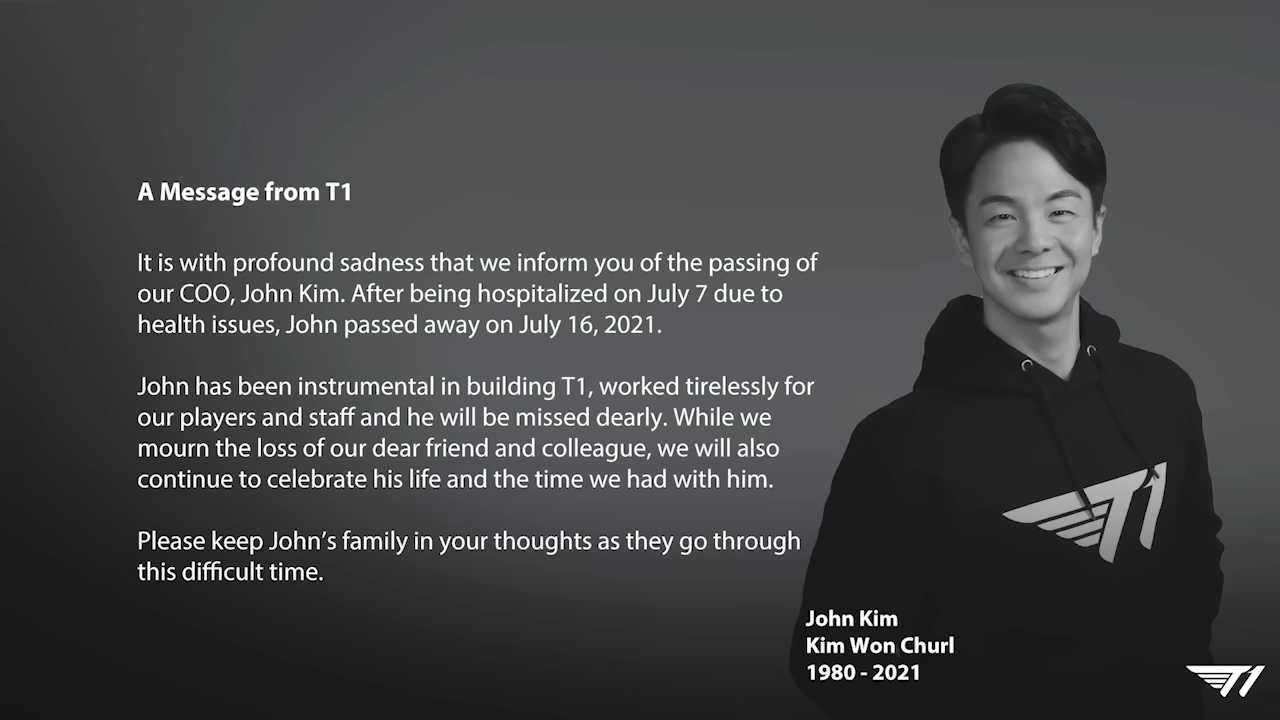 A Message from T1
It is with profound sadness that we inform you of the passing of
our COO, John Kim. After being hospitalized on July 7 due to
health issues, John passed away on July 16, 2021.
John has been instrumental in building T1, worked tirelessly for
our players and staff and he will be missed dearly. While we
mourn the loss of our dear friend and colleague, we will also
continue to celebrate his life and the time we had with him.
Please keep John’s family in your thoughts as they go through
this difficult time.
T1
John Kim
Kim Won Churl
1980 - 2021
T1